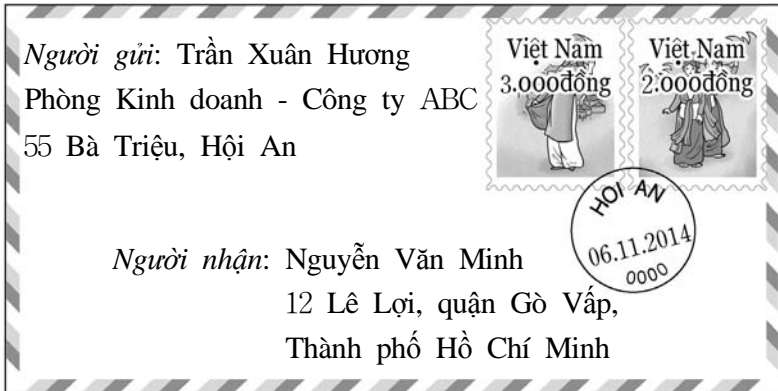 Người gửi: Trần Xuân Hương
Phòng Kinh doanh - Công ty ABC
55 Bà Triệu, Hội An
Việt Nam
3.000đồng
Việt Nam
2.000đồng
HOI AN
06.11.2014
0000
Người nhận: Nguyễn Văn Minh
12 Lê Lợi, quận Gò Vấp,
Thành phố Hồ Chí Minh